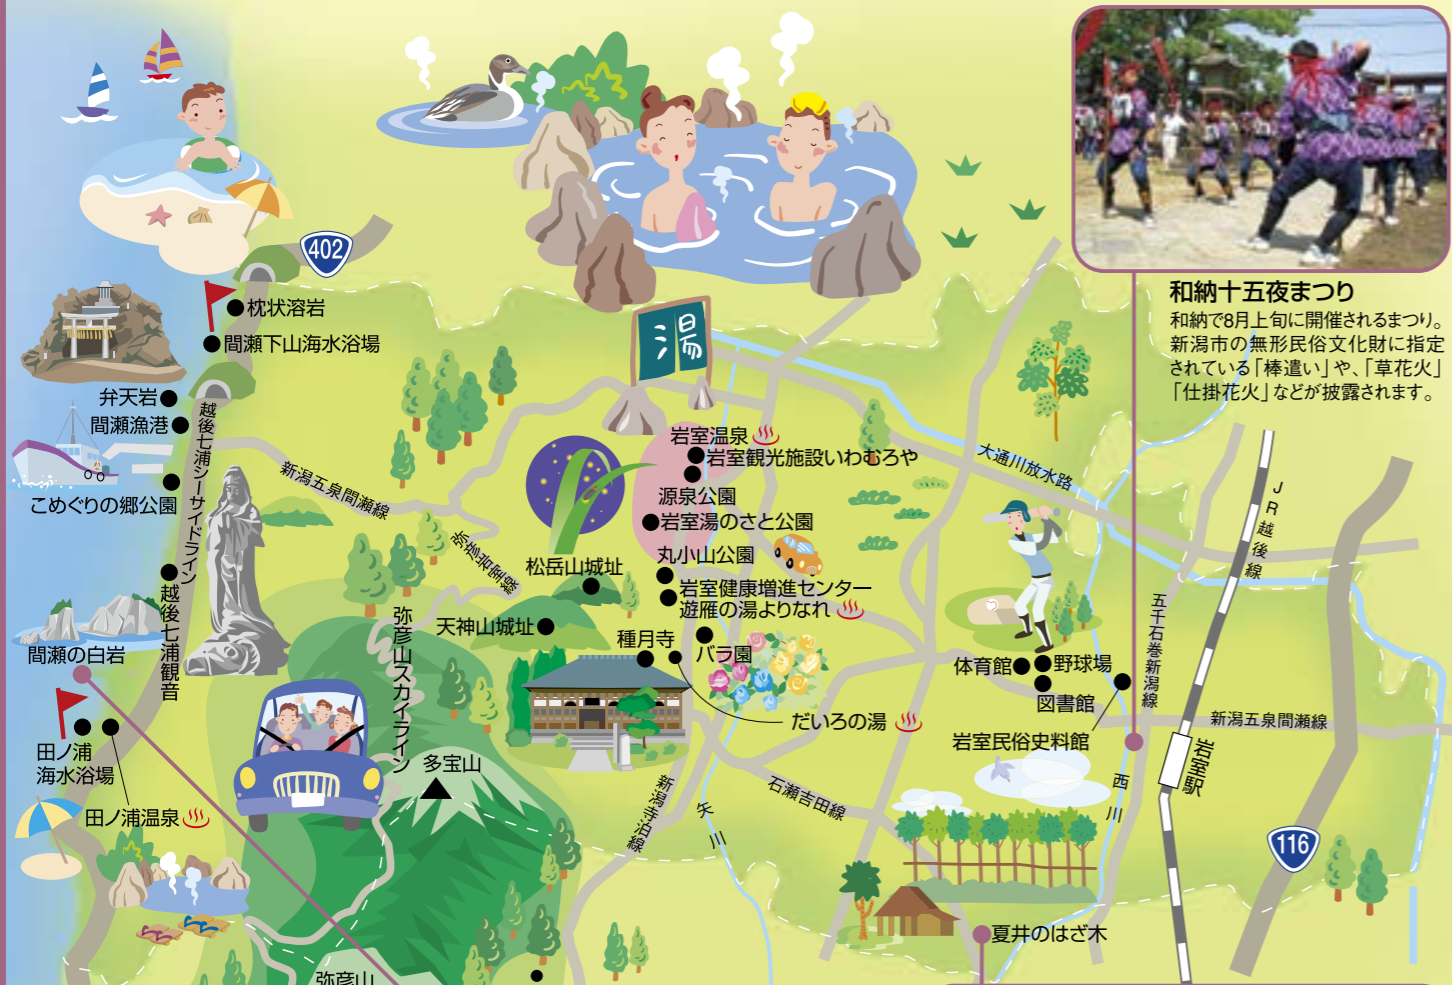 402
枕状溶岩
間瀬下山海水浴場
弁天岩
間瀬漁港
こめぐりの郷公園
越後七浦シーサイドライン
越後七浦観音
間瀬の白岩
田ノ浦
海水浴場
田ノ浦温泉
新潟五泉間瀬線
弥彦岩室線
弥彦山スカイライン
多宝山
弥彦山
湯
岩室温泉
岩室観光施設いわむろや
源泉公園
岩室湯のさと公園
丸小山公園
岩室健康増進センター
遊雁の湯よりなれ
松岳山城址
天神山城址
種月寺
バラ園
だいろの湯
新潟寺泊線
矢川
石瀬吉田線
大通川放水路
体育館
野球場
図書館
岩室民俗史料館
西川
五千石巻新潟線
JR越後線
新潟五泉間瀬線
岩室駅
116
夏井のはざ木
和納十五夜まつり
和納で8月上旬に開催されるまつり。
新潟市の無形民俗文化財に指定
されている「棒遣い」や、「草花火」
「仕掛花火」などが披露されます。